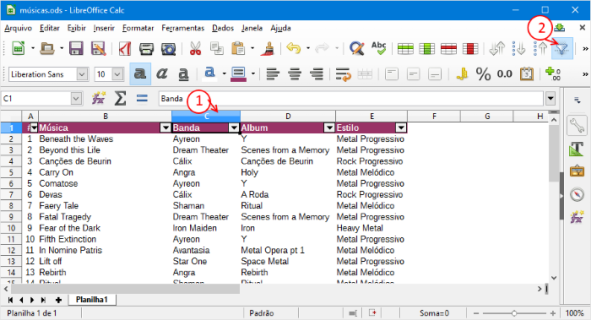 músicas.ods - LibreOffice Calc
Arquivo Editar Exibir Inserir Formatar Ferramentas Dados Janela Ajuda
2
Liberation Sans 10 a a a % 0.0
C1 Banda
1
A B C D E F G H
1 Música Banda Album Estilo
2 1 Beneath the Waves Ayreon Y Metal Progressivo
3 2 Beyond this Life Dream Theater Scenes from a Memory Metal Progressivo
4 3 Canções de Beurin Cálix Canções de Beurin Rock Progressivo
5 4 Carry On Angra Holy Metal Melódico
6 5 Comatose Ayreon Y Metal Progressivo
7 6 Devas Cálix A Roda Rock Progressivo
8 7 Faery Tale Shaman Ritual Metal Melódico
9 8 Fatal Tragedy Dream Theater Scenes from a Memory Metal Progressivo
10 9 Fear of the Dark Iron Maiden Iron Heavy Metal
11 10 Fifth Extinction Ayreon Y Metal Progressivo
12 11 In Nomine Patris Avantasia Metal Opera pt 1 Metal Melódico
13 12 Lift off Star One Space Metal Metal Progressivo
14 13 Rebirth Angra Rebirth Metal Melódico
15 14 Ritual Shaman Ritual Metal Melódico
Planilha1
Planilha 1 de 1 Padrão Soma=0 100%